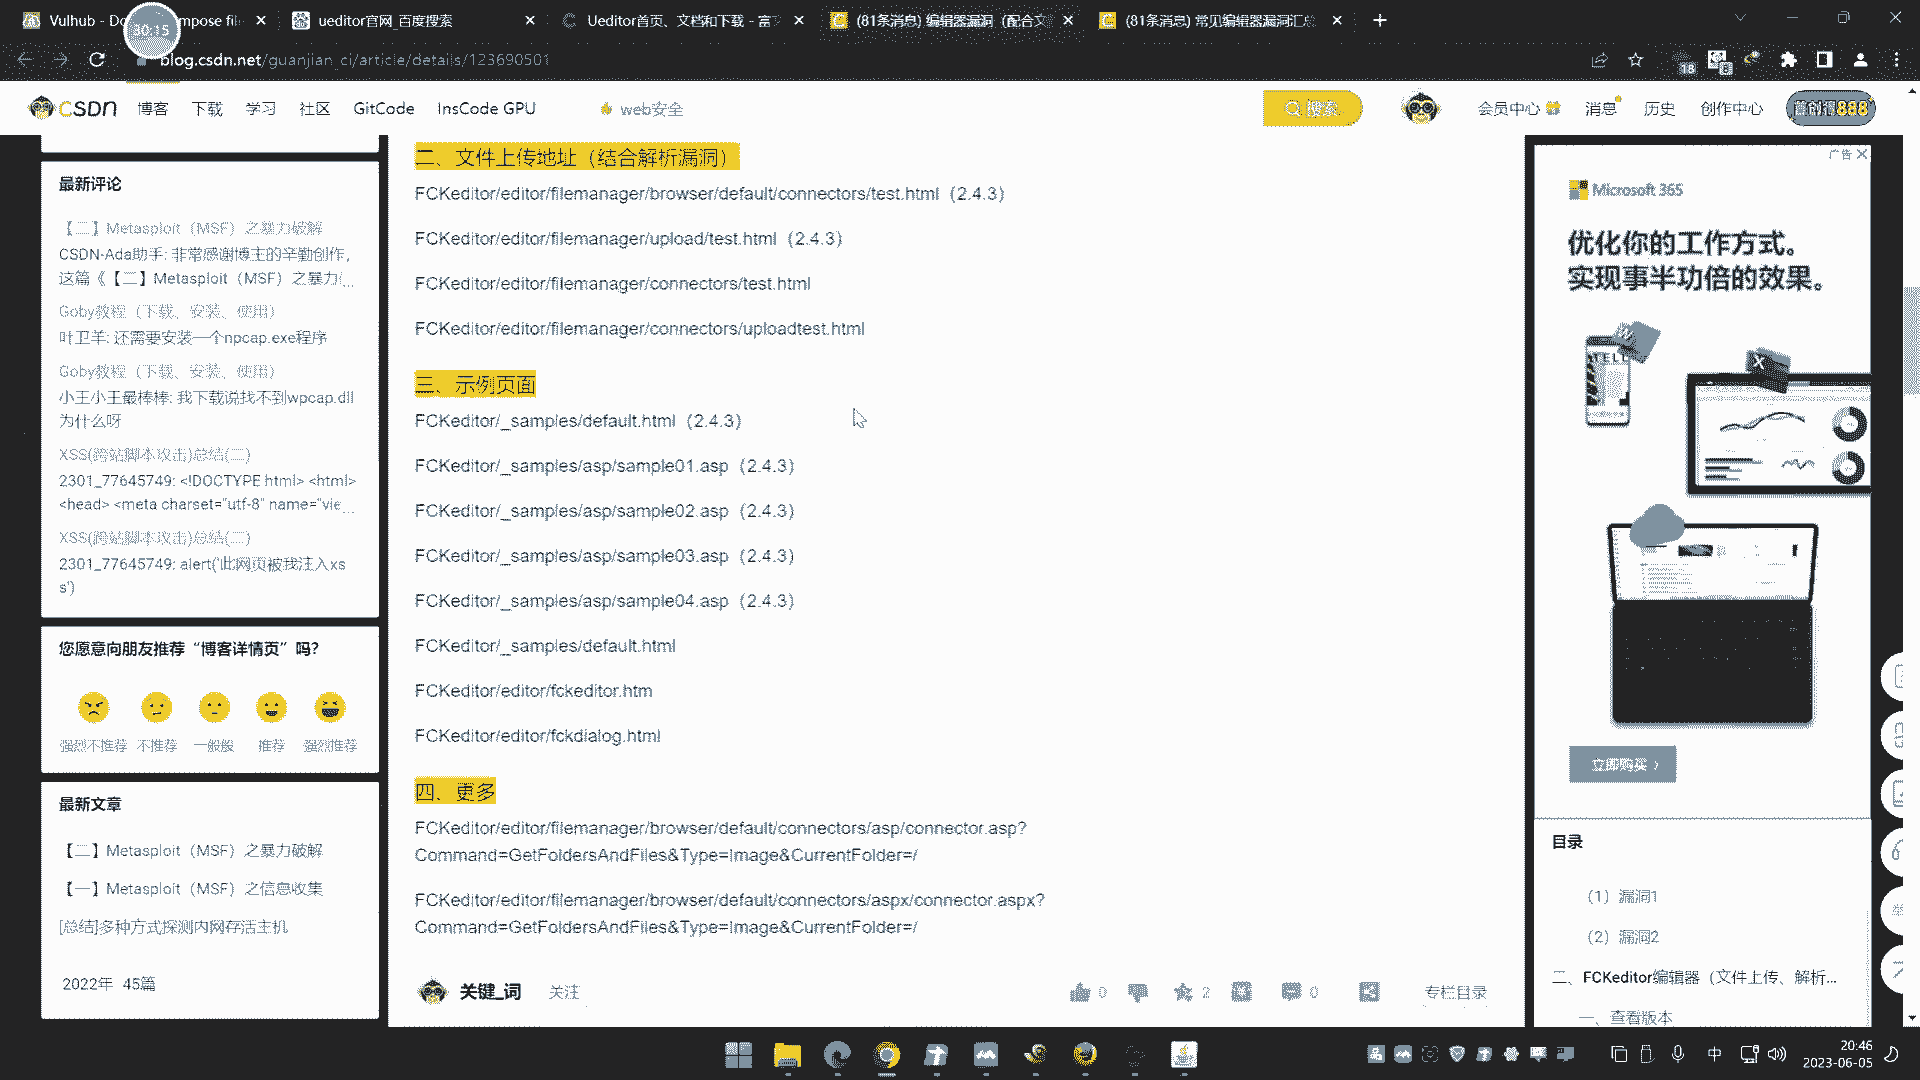 Vulhub - Do
mpose fil
30:15
ueditor官网_百度搜索
Ueditor首页、文档和下载 - 富文
(81条消息) 编辑器漏洞（配合文
(81条消息) 常见编辑器漏洞汇总
blog.csdn.net/guanjian_ci/article/details/123690501
18
8
CSDN
博客
下载
学习
社区
GitCode
InsCode GPU
web安全
搜索
会员中心
消息
历史
创作中心
最新评论
【二】Metasploit（MSF）之暴力破解
CSDN-Ada助手: 非常感谢博主的辛勤创作，
这篇《【二】Metasploit（MSF）之暴力...
Goby教程（下载、安装、使用）
叶卫羊: 还需要安装一个npcap.exe程序
Goby教程（下载、安装、使用）
小王小王最棒棒: 我下载说找不到wpcap.dll
为什么呀
XSS(跨站脚本攻击)总结(二)
2301_77645749: <!DOCTYPE html> <html>
<head> <meta charset="utf-8" name="vie...
XSS(跨站脚本攻击)总结(二)
2301_77645749: alert('此网页被我注入xs
s')
您愿意向朋友推荐“博客详情页”吗？
强烈不推荐
不推荐
一般般
推荐
强烈推荐
最新文章
【二】Metasploit（MSF）之暴力破解
【一】Metasploit（MSF）之信息收集
[总结]多种方式探测内网存活主机
2022年 45篇
二、文件上传地址（结合解析漏洞）
FCKeditor/editor/filemanager/browser/default/connectors/test.html（2.4.3）
FCKeditor/editor/filemanager/upload/test.html（2.4.3）
FCKeditor/editor/filemanager/connectors/test.html
FCKeditor/editor/filemanager/connectors/uploadtest.html
三、示例页面
FCKeditor/_samples/default.html（2.4.3）
FCKeditor/_samples/asp/sample01.asp（2.4.3）
FCKeditor/_samples/asp/sample02.asp（2.4.3）
FCKeditor/_samples/asp/sample03.asp（2.4.3）
FCKeditor/_samples/asp/sample04.asp（2.4.3）
FCKeditor/_samples/default.html
FCKeditor/editor/fckeditor.htm
FCKeditor/editor/fckdialog.html
四、更多
FCKeditor/editor/filemanager/browser/default/connectors/asp/connector.asp?
Command=GetFoldersAndFiles&Type=Image&CurrentFolder=/
FCKeditor/editor/filemanager/browser/default/connectors/aspx/connector.aspx?
Command=GetFoldersAndFiles&Type=Image&CurrentFolder=/
关键_词
关注
0
2
0
专栏目录
广告
Microsoft 365
优化你的工作方式。
实现事半功倍的效果。
立即购买 ›
目录
（1）漏洞1
（2）漏洞2
二、FCKeditor编辑器（文件上传、解析...
一、查看版本
中
20:46
2023-06-05